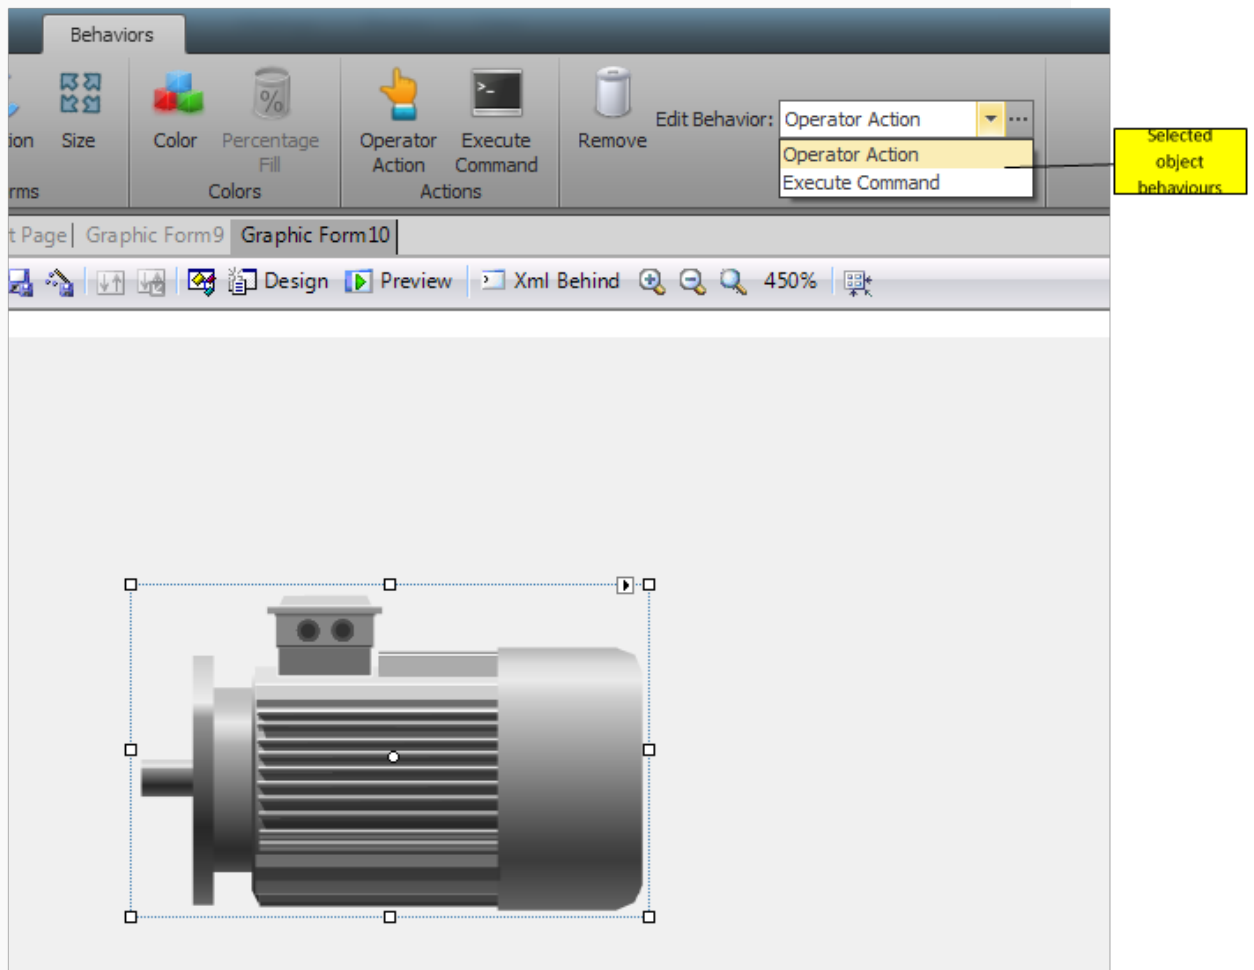 Behaviors
ion
Size
Color
Percentage
Fill
Operator
Action
Execute
Command
Remove
Edit Behavior:
Operator Action
Operator Action
Execute Command
rms
Colors
Actions
Selected
object
behaviours
t Page
Graphic Form9
Graphic Form10
Design
Preview
Xml Behind
450%